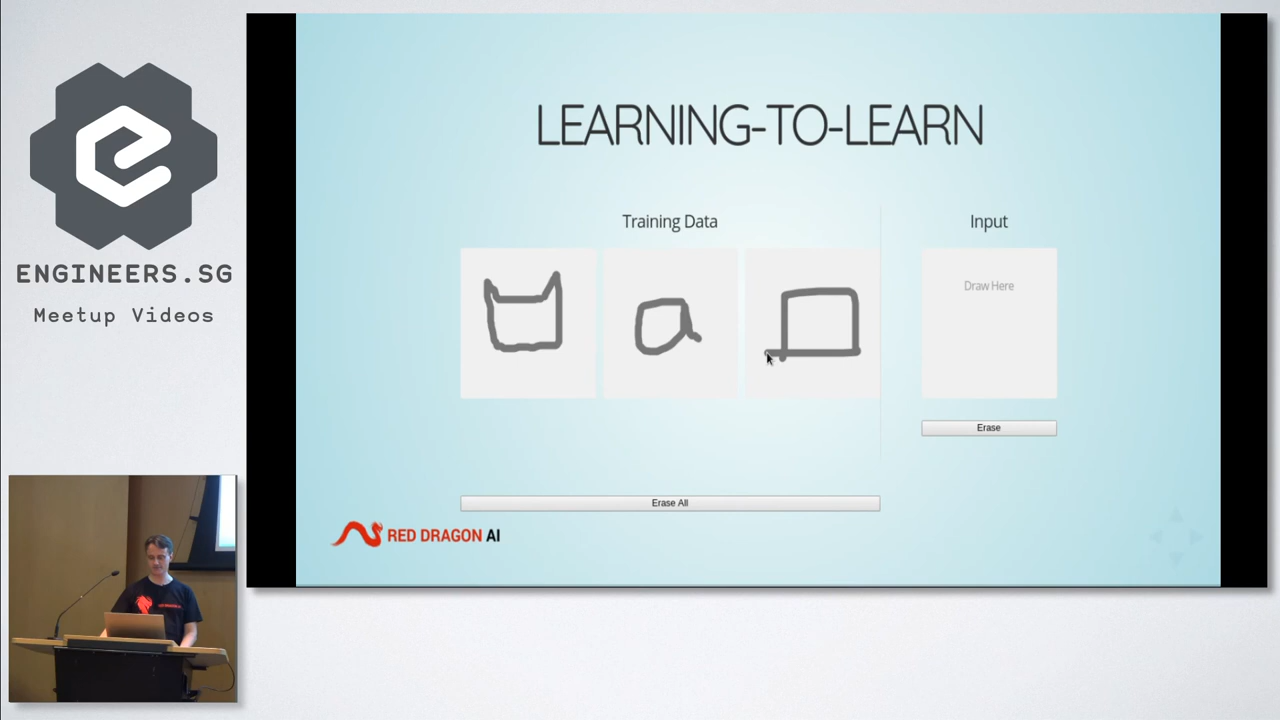 ENGINEERS.SG
Meetup Videos
LEARNING-TO-LEARN
Training Data
Input
Draw Here
Erase
Erase All
RED DRAGON AI